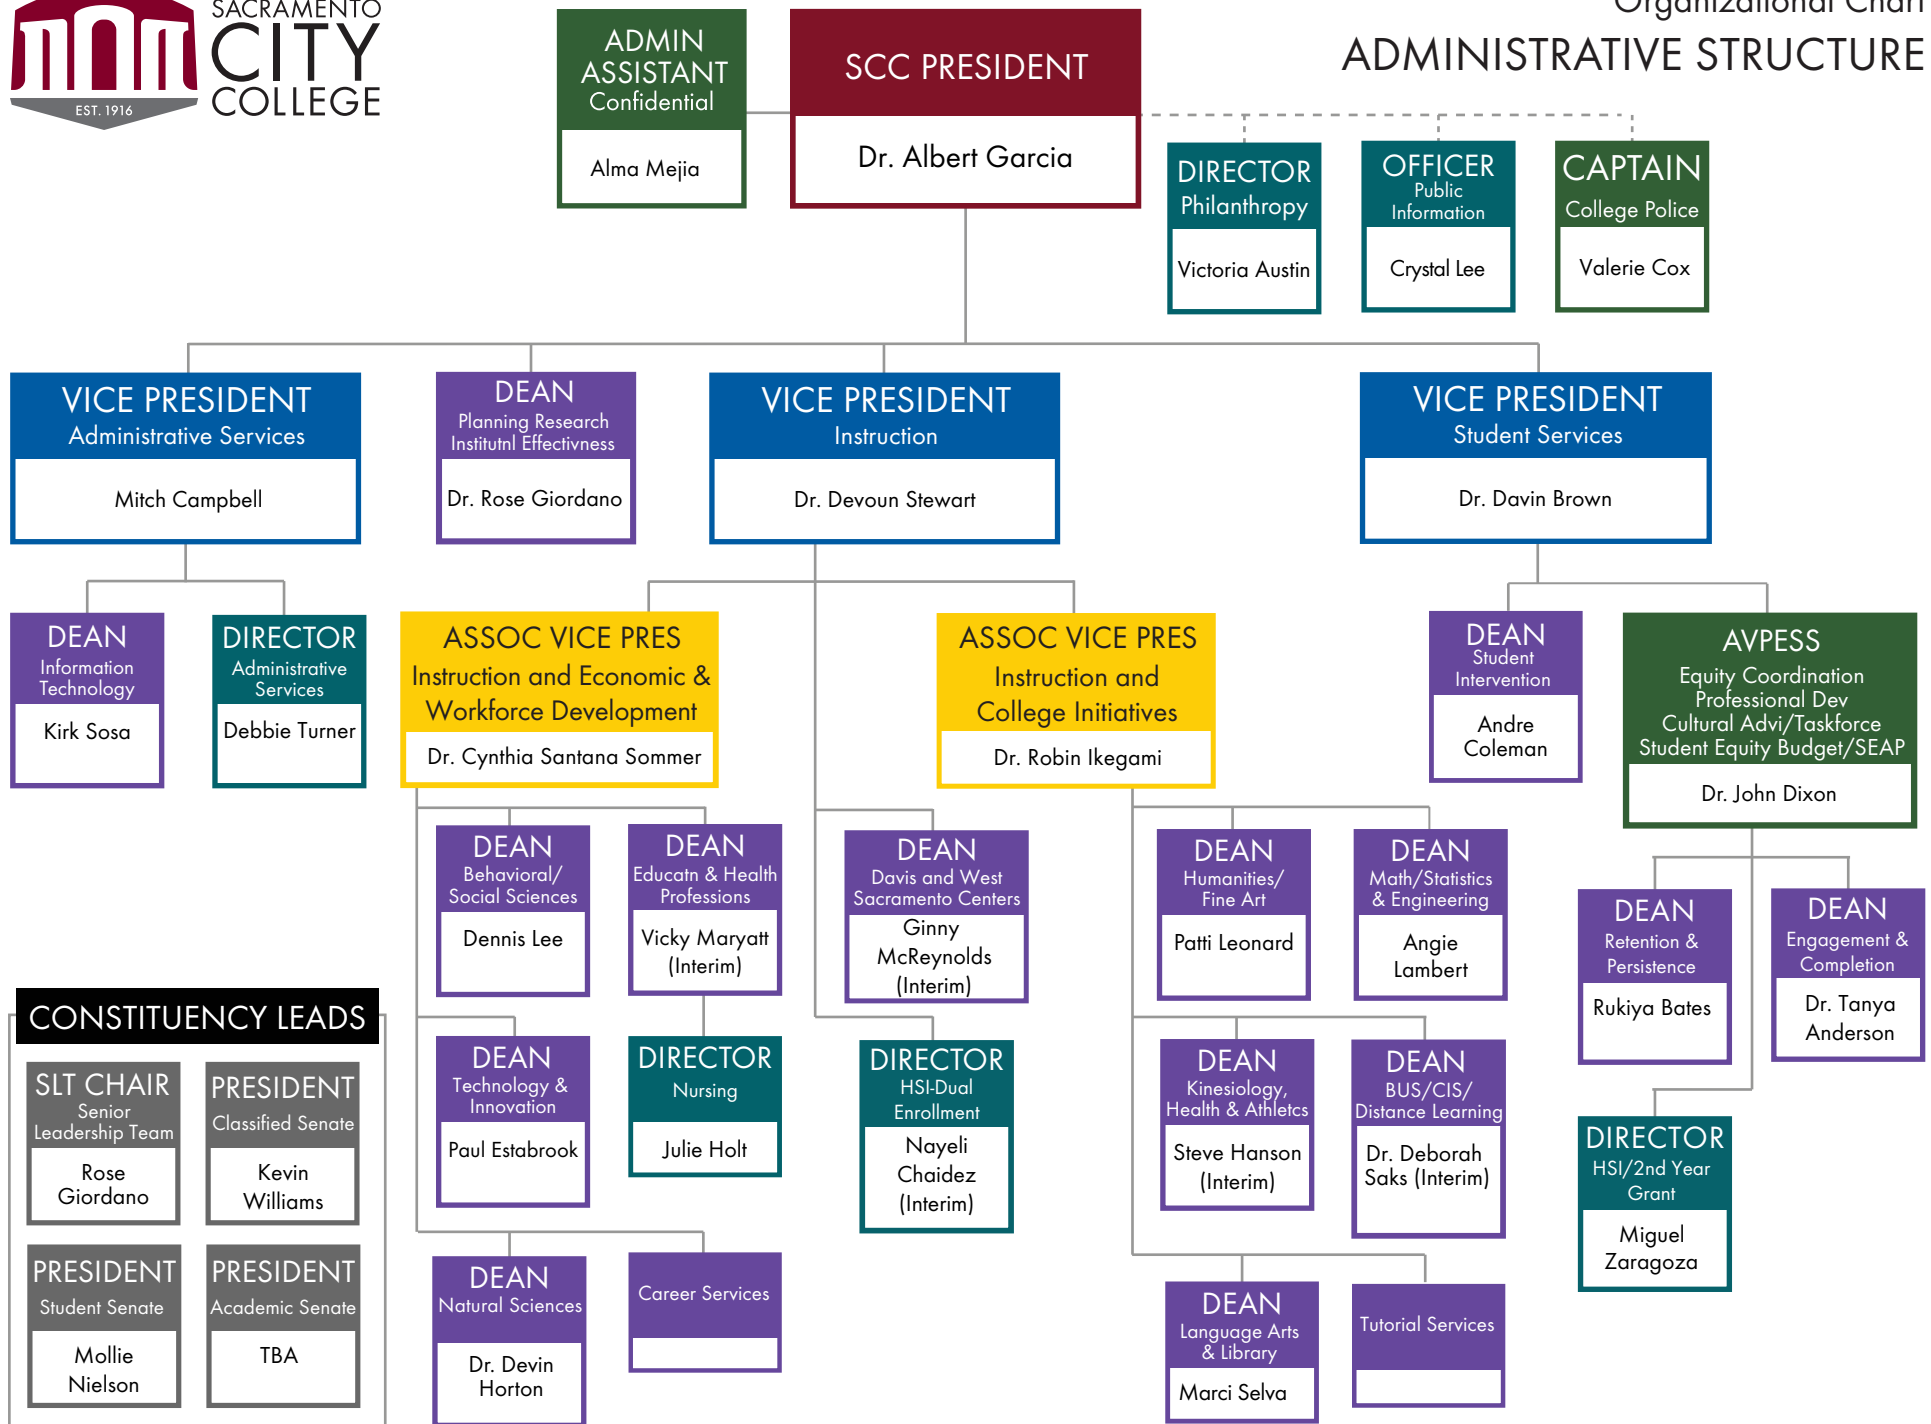 SACRAMENTO
CITY
COLLEGE
EST. 1916
Organizational Chart
ADMINISTRATIVE STRUCTURE
ADMIN
ASSISTANT
Confidential
Alma Mejia
SCC PRESIDENT
Dr. Albert Garcia
DIRECTOR
Philanthropy
Victoria Austin
OFFICER
Public
Information
Crystal Lee
CAPTAIN
College Police
Valerie Cox
VICE PRESIDENT
Administrative Services
Mitch Campbell
DEAN
Planning Research
Institutnl Effectivness
Dr. Rose Giordano
VICE PRESIDENT
Instruction
Dr. Devoun Stewart
VICE PRESIDENT
Student Services
Dr. Davin Brown
DEAN
Information
Technology
Kirk Sosa
DIRECTOR
Administrative
Services
Debbie Turner
ASSOC VICE PRES
Instruction and Economic &
Workforce Development
Dr. Cynthia Santana Sommer
ASSOC VICE PRES
Instruction and
College Initiatives
Dr. Robin Ikegami
DEAN
Student
Intervention
Andre
Coleman
AVPESS
Equity Coordination
Professional Dev
Cultural Advi/Taskforce
Student Equity Budget/SEAP
Dr. John Dixon
DEAN
Behavioral/
Social Sciences
Dennis Lee
DEAN
Educatn & Health
Professions
Vicky Maryatt
(Interim)
DEAN
Davis and West
Sacramento Centers
Ginny
McReynolds
(Interim)
DEAN
Humanities/
Fine Art
Patti Leonard
DEAN
Math/Statistics
& Engineering
Angie
Lambert
DEAN
Retention &
Persistence
Rukiya Bates
DEAN
Engagement &
Completion
Dr. Tanya
Anderson
DEAN
Technology &
Innovation
Paul Estabrook
DIRECTOR
Nursing
Julie Holt
DIRECTOR
HSI-Dual
Enrollment
Nayeli
Chaidez
(Interim)
DEAN
Kinesiology,
Health & Athletcs
Steve Hanson
(Interim)
DEAN
BUS/CIS/
Distance Learning
Dr. Deborah
Saks (Interim)
DIRECTOR
HSI/2nd Year
Grant
Miguel
Zaragoza
DEAN
Natural Sciences
Dr. Devin
Horton
Career Services
DEAN
Language Arts
& Library
Marci Selva
Tutorial Services
CONSTITUENCY LEADS
SLT CHAIR
Senior
Leadership Team
Rose
Giordano
PRESIDENT
Classified Senate
Kevin
Williams
PRESIDENT
Student Senate
Mollie
Nielson
PRESIDENT
Academic Senate
TBA